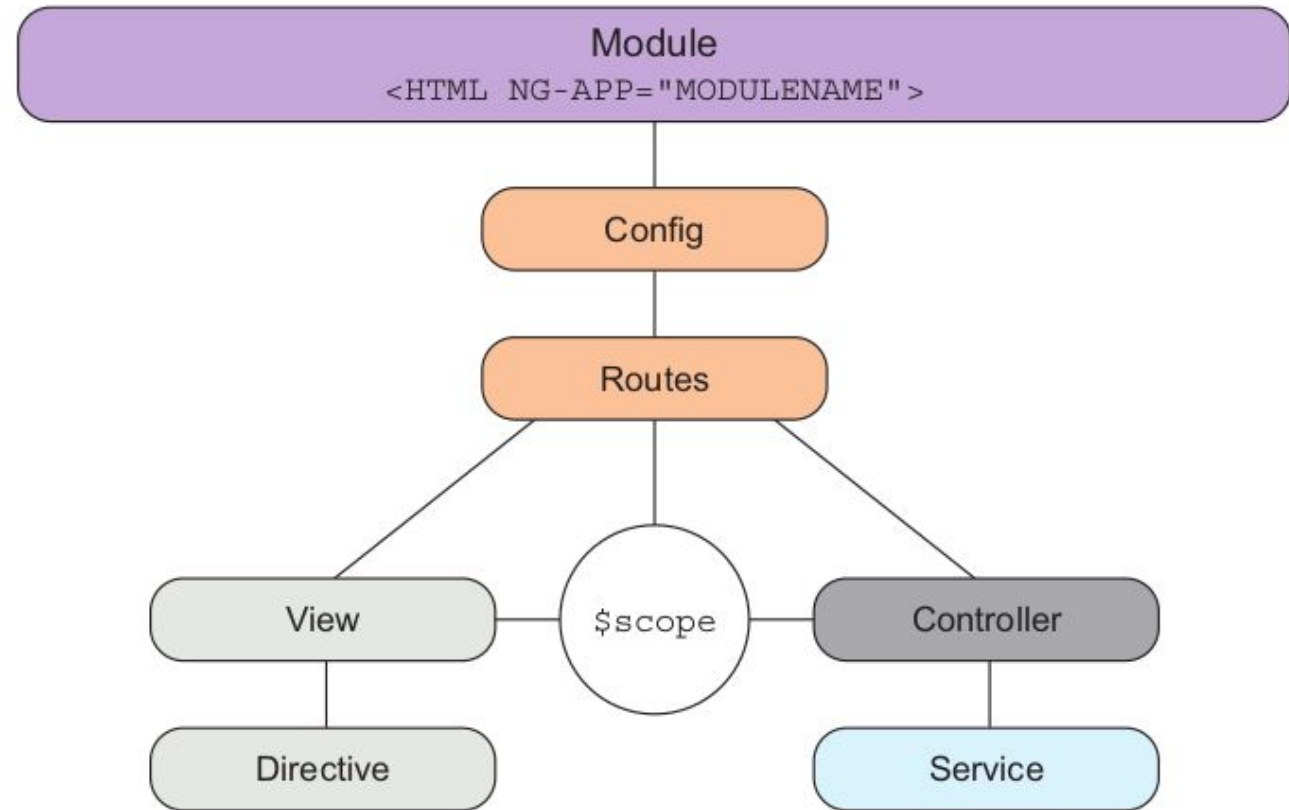 Module
<HTML NG-APP="MODULENAME">
Config
Routes
View
$scope
Controller
Directive
Service